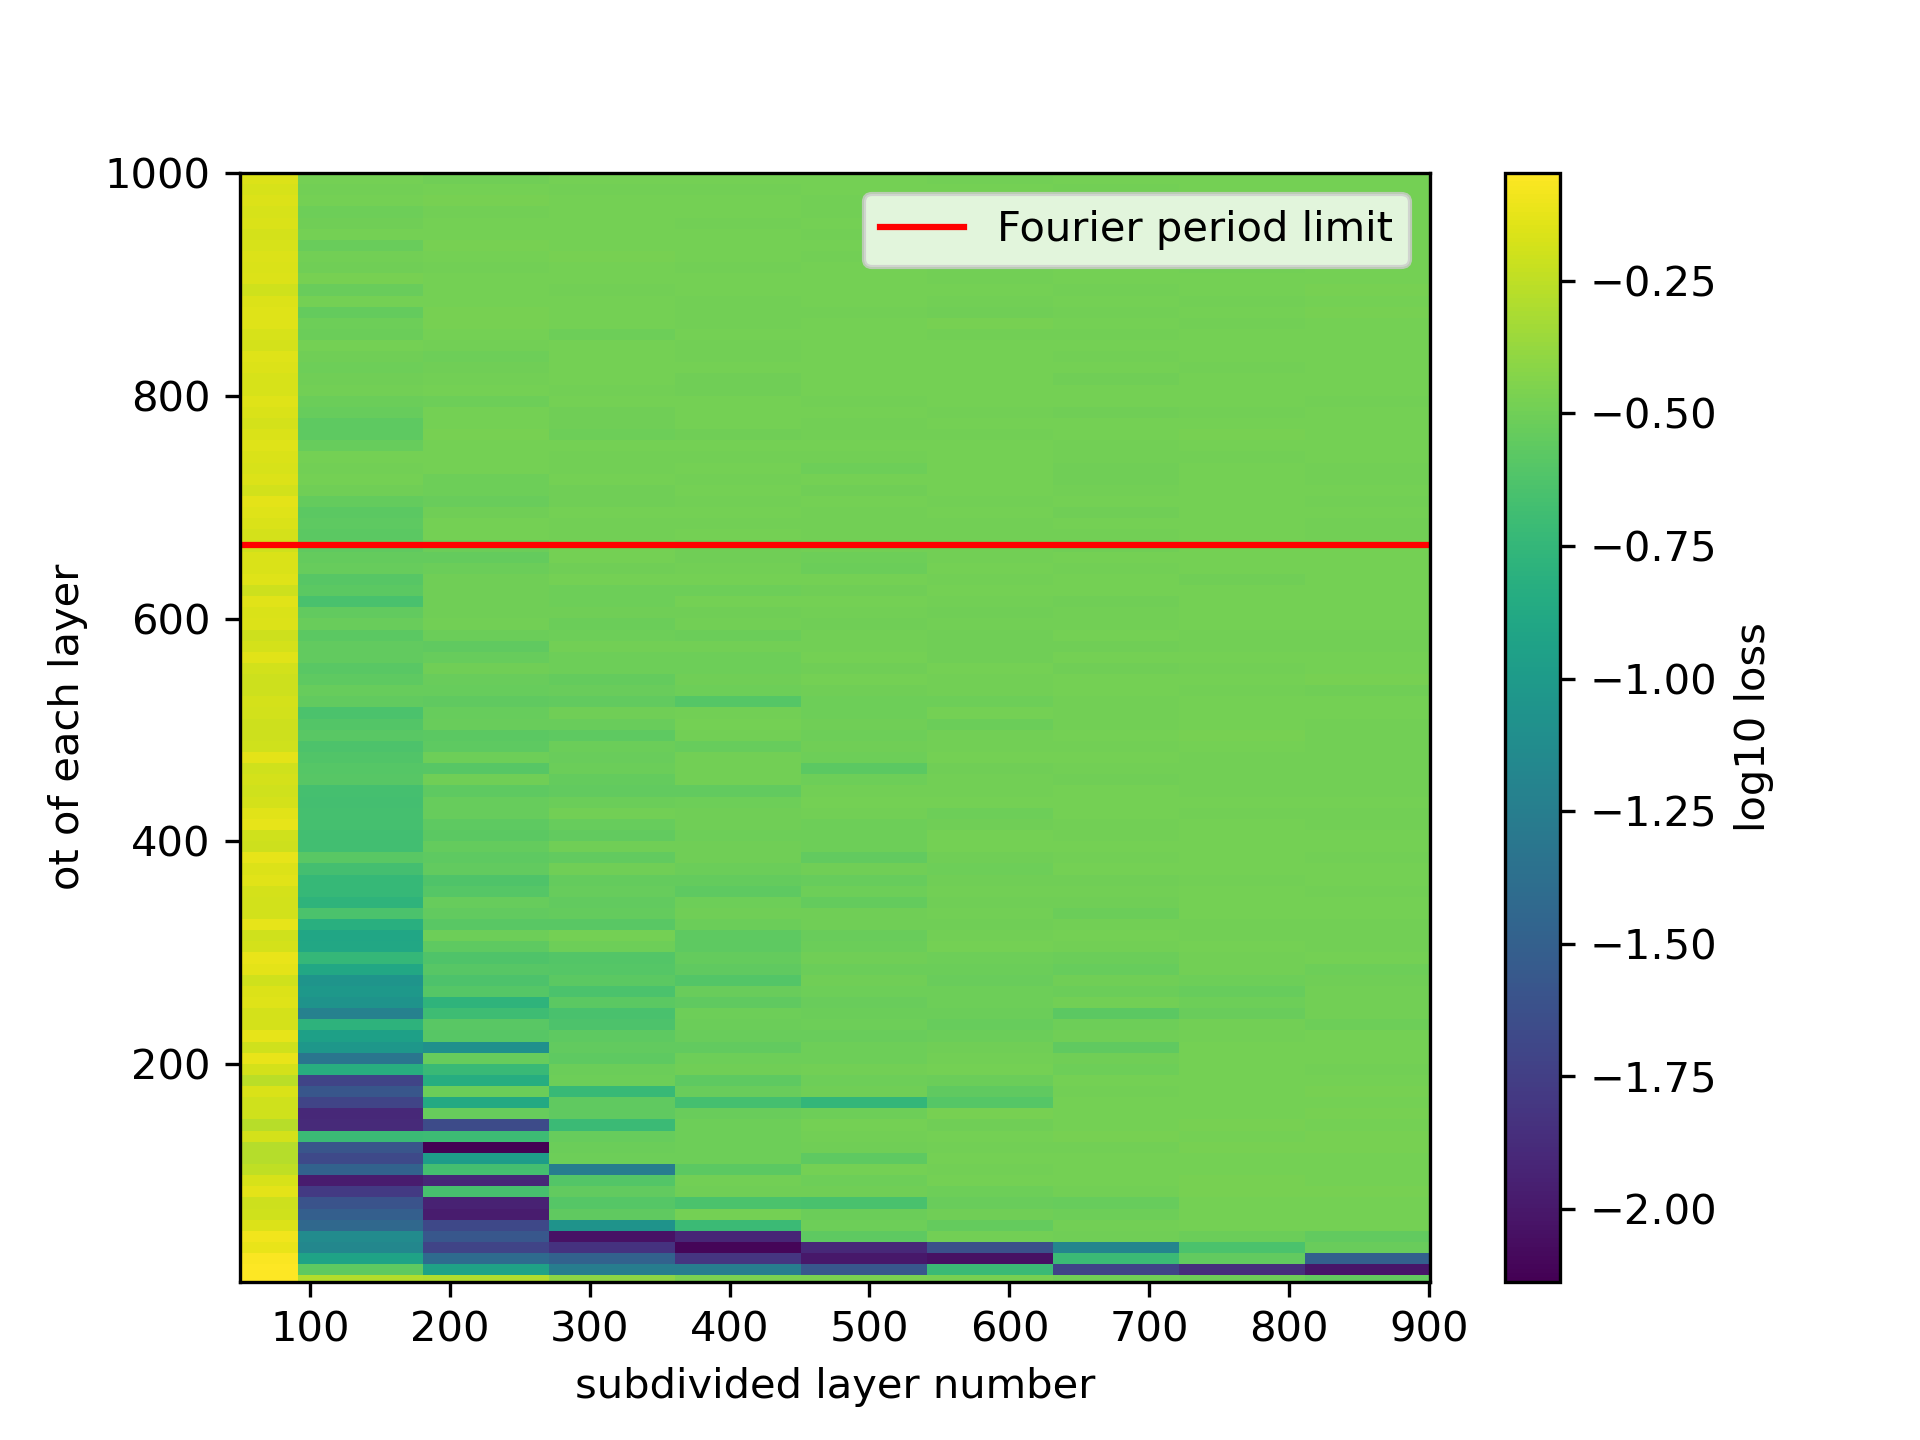 Fourier period limit
1000
800
600
400
200
ot of each layer
100 200 300 400 500 600 700 800 900
subdivided layer number
−0.25
−0.50
−0.75
−1.00
−1.25
−1.50
−1.75
−2.00
log10 loss